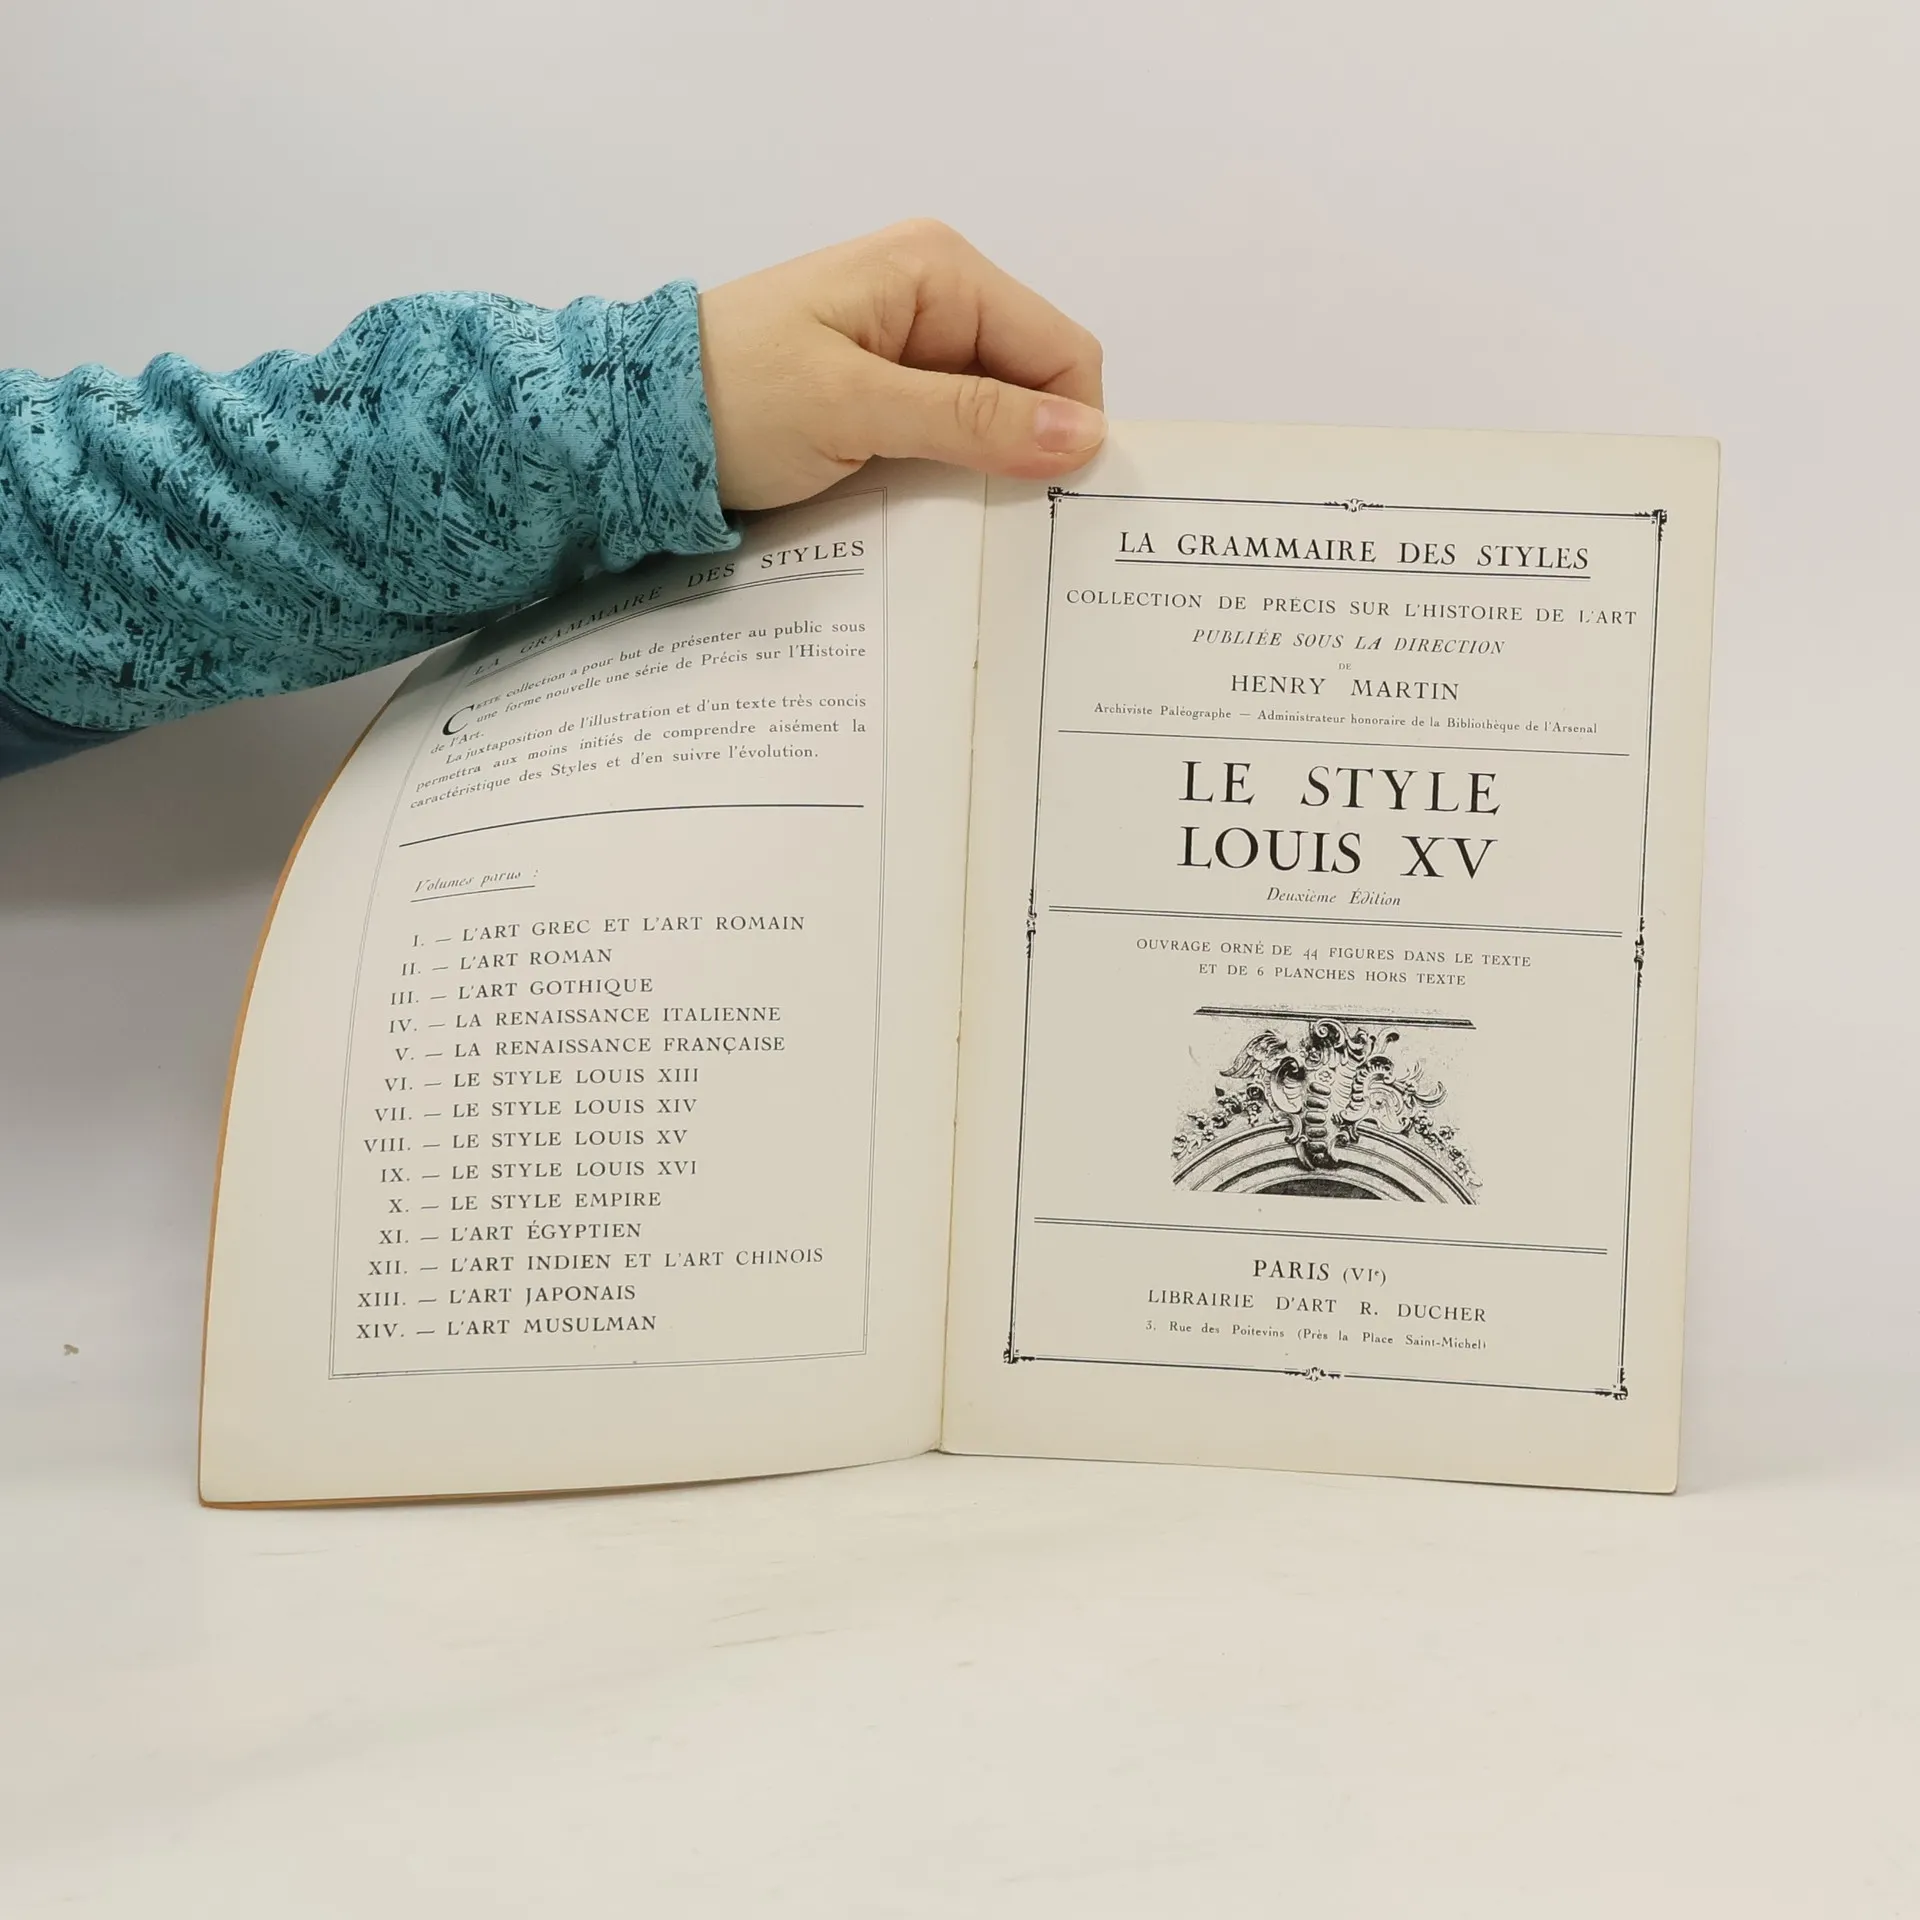 LA GRAMMAIRE DES STYLES
CETTE collection a pour but de présenter au public sous
une forme nouvelle une série de Précis sur l'Histoire
de l'Art.
La juxtaposition de l'illustration et d'un texte très concis
permettra aux moins initiés de comprendre aisément la
caractéristique des Styles et d'en suivre l'évolution.
Volumes parus :
I. — L'ART GREC ET L'ART ROMAIN
II. — L'ART ROMAN
III. — L'ART GOTHIQUE
IV. — LA RENAISSANCE ITALIENNE
V. — LA RENAISSANCE FRANÇAISE
VI. — LE STYLE LOUIS XIII
VII. — LE STYLE LOUIS XIV
VIII. — LE STYLE LOUIS XV
IX. — LE STYLE LOUIS XVI
X. — LE STYLE EMPIRE
XI. — L'ART ÉGYPTIEN
XII. — L'ART INDIEN ET L'ART CHINOIS
XIII. — L'ART JAPONAIS
XIV. — L'ART MUSULMAN
LA GRAMMAIRE DES STYLES
COLLECTION DE PRÉCIS SUR L'HISTOIRE DE L'ART
PUBLIÉE SOUS LA DIRECTION
DE
HENRY MARTIN
Archiviste Paléographe — Administrateur honoraire de la Bibliothèque de l'Arsenal
LE STYLE
LOUIS XV
Deuxième Édition
OUVRAGE ORNÉ DE 44 FIGURES DANS LE TEXTE
ET DE 6 PLANCHES HORS TEXTE
PARIS (VIe)
LIBRAIRIE D'ART R. DUCHER
3, Rue des Poitevins (Près la Place Saint-Michel)